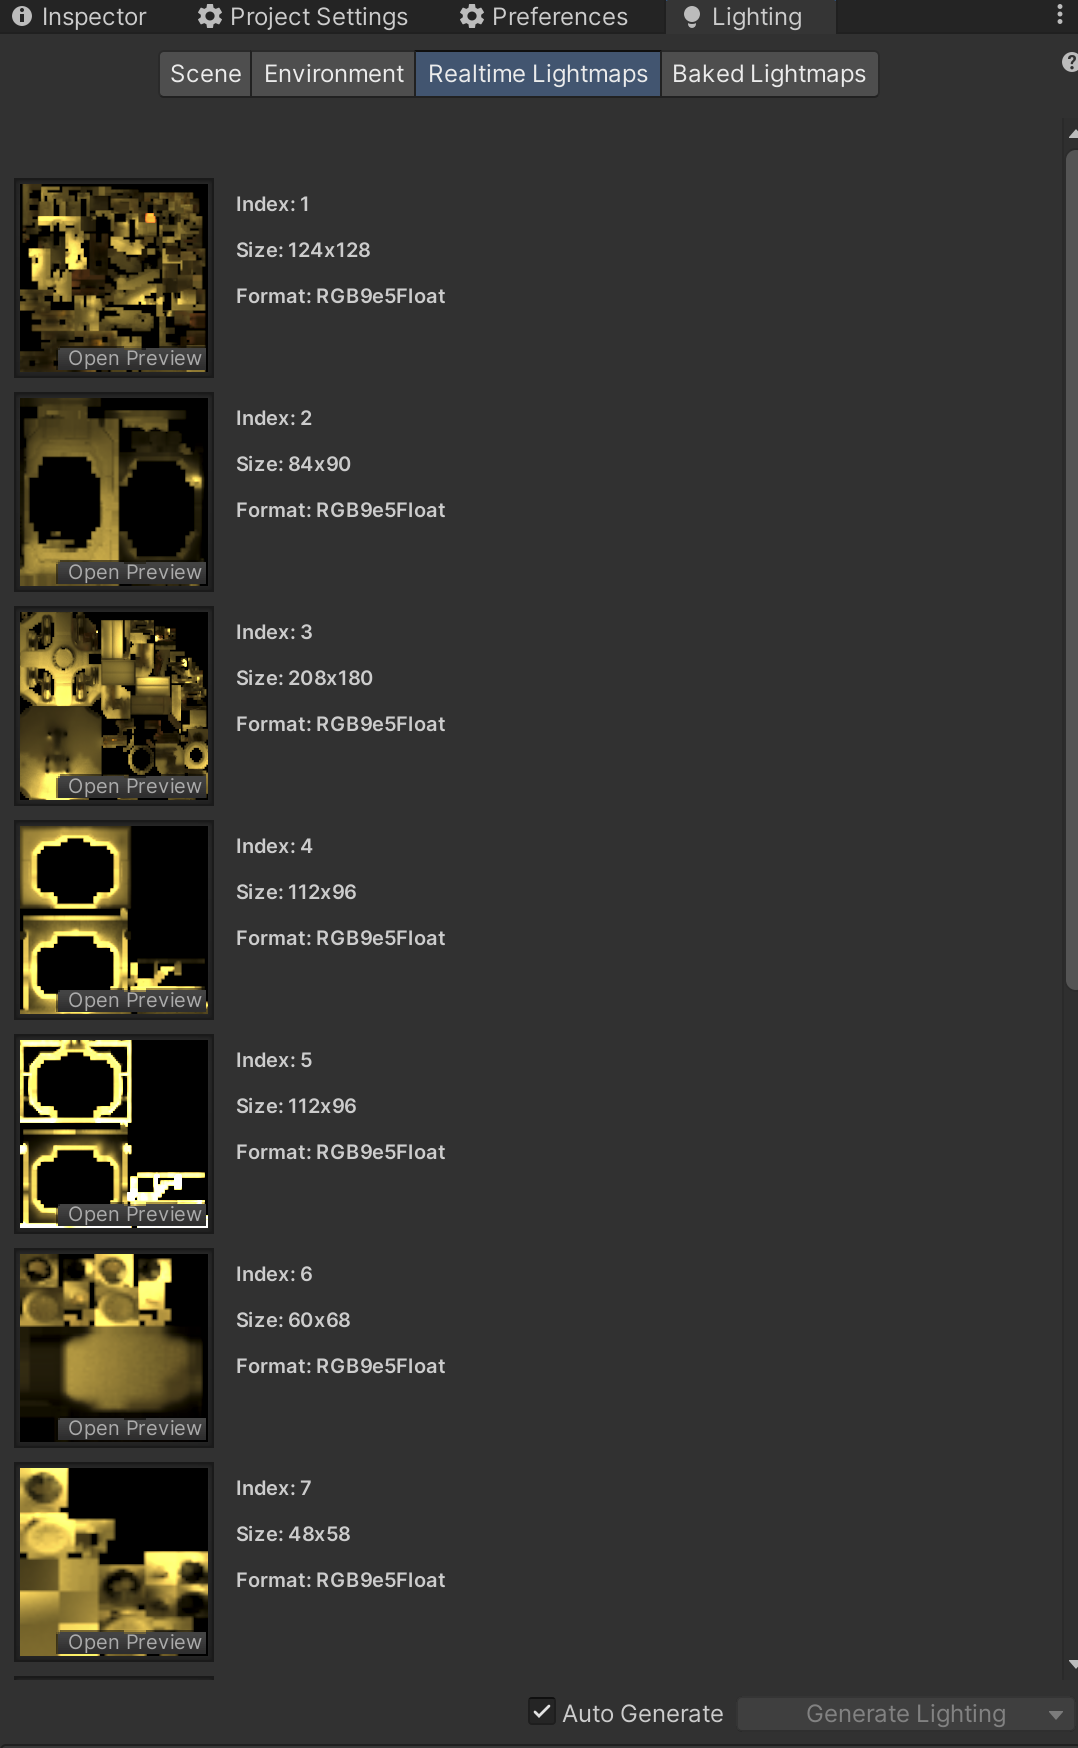 Inspector
Project Settings
Preferences
Lighting
Scene
Environment
Realtime Lightmaps
Baked Lightmaps
Index: 1
Size: 124x128
Format: RGB9e5Float
Open Preview
Index: 2
Size: 84x90
Format: RGB9e5Float
Open Preview
Index: 3
Size: 208x180
Format: RGB9e5Float
Open Preview
Index: 4
Size: 112x96
Format: RGB9e5Float
Open Preview
Index: 5
Size: 112x96
Format: RGB9e5Float
Open Preview
Index: 6
Size: 60x68
Format: RGB9e5Float
Open Preview
Index: 7
Size: 48x58
Format: RGB9e5Float
Open Preview
Auto Generate
Generate Lighting